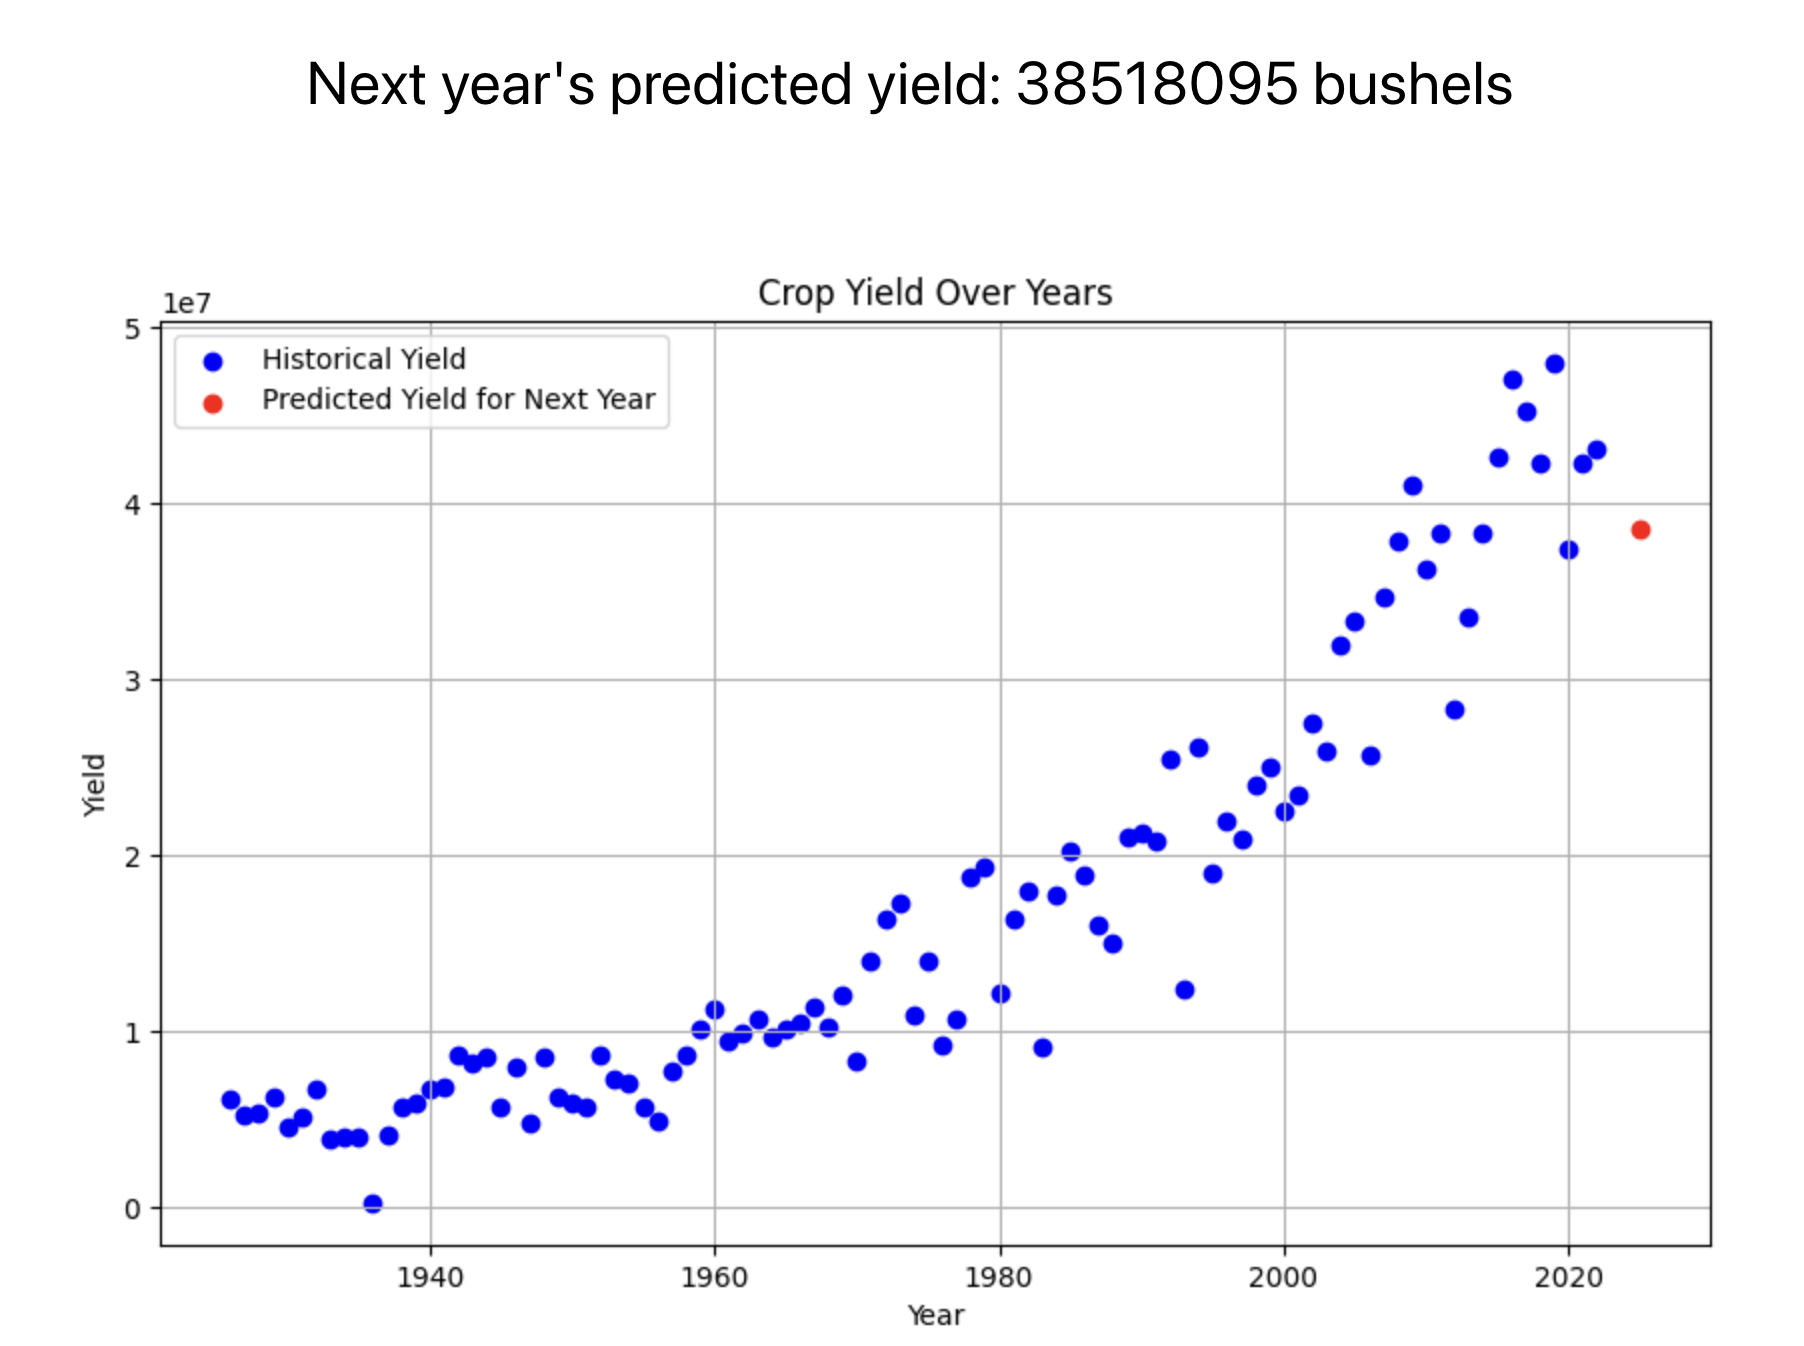 Next year's predicted yield: 38518095 bushels
Crop Yield Over Years
1e7
Historical Yield
Predicted Yield for Next Year
5
4
3
2
1
0
Yield
1940 1960 1980 2000 2020
Year